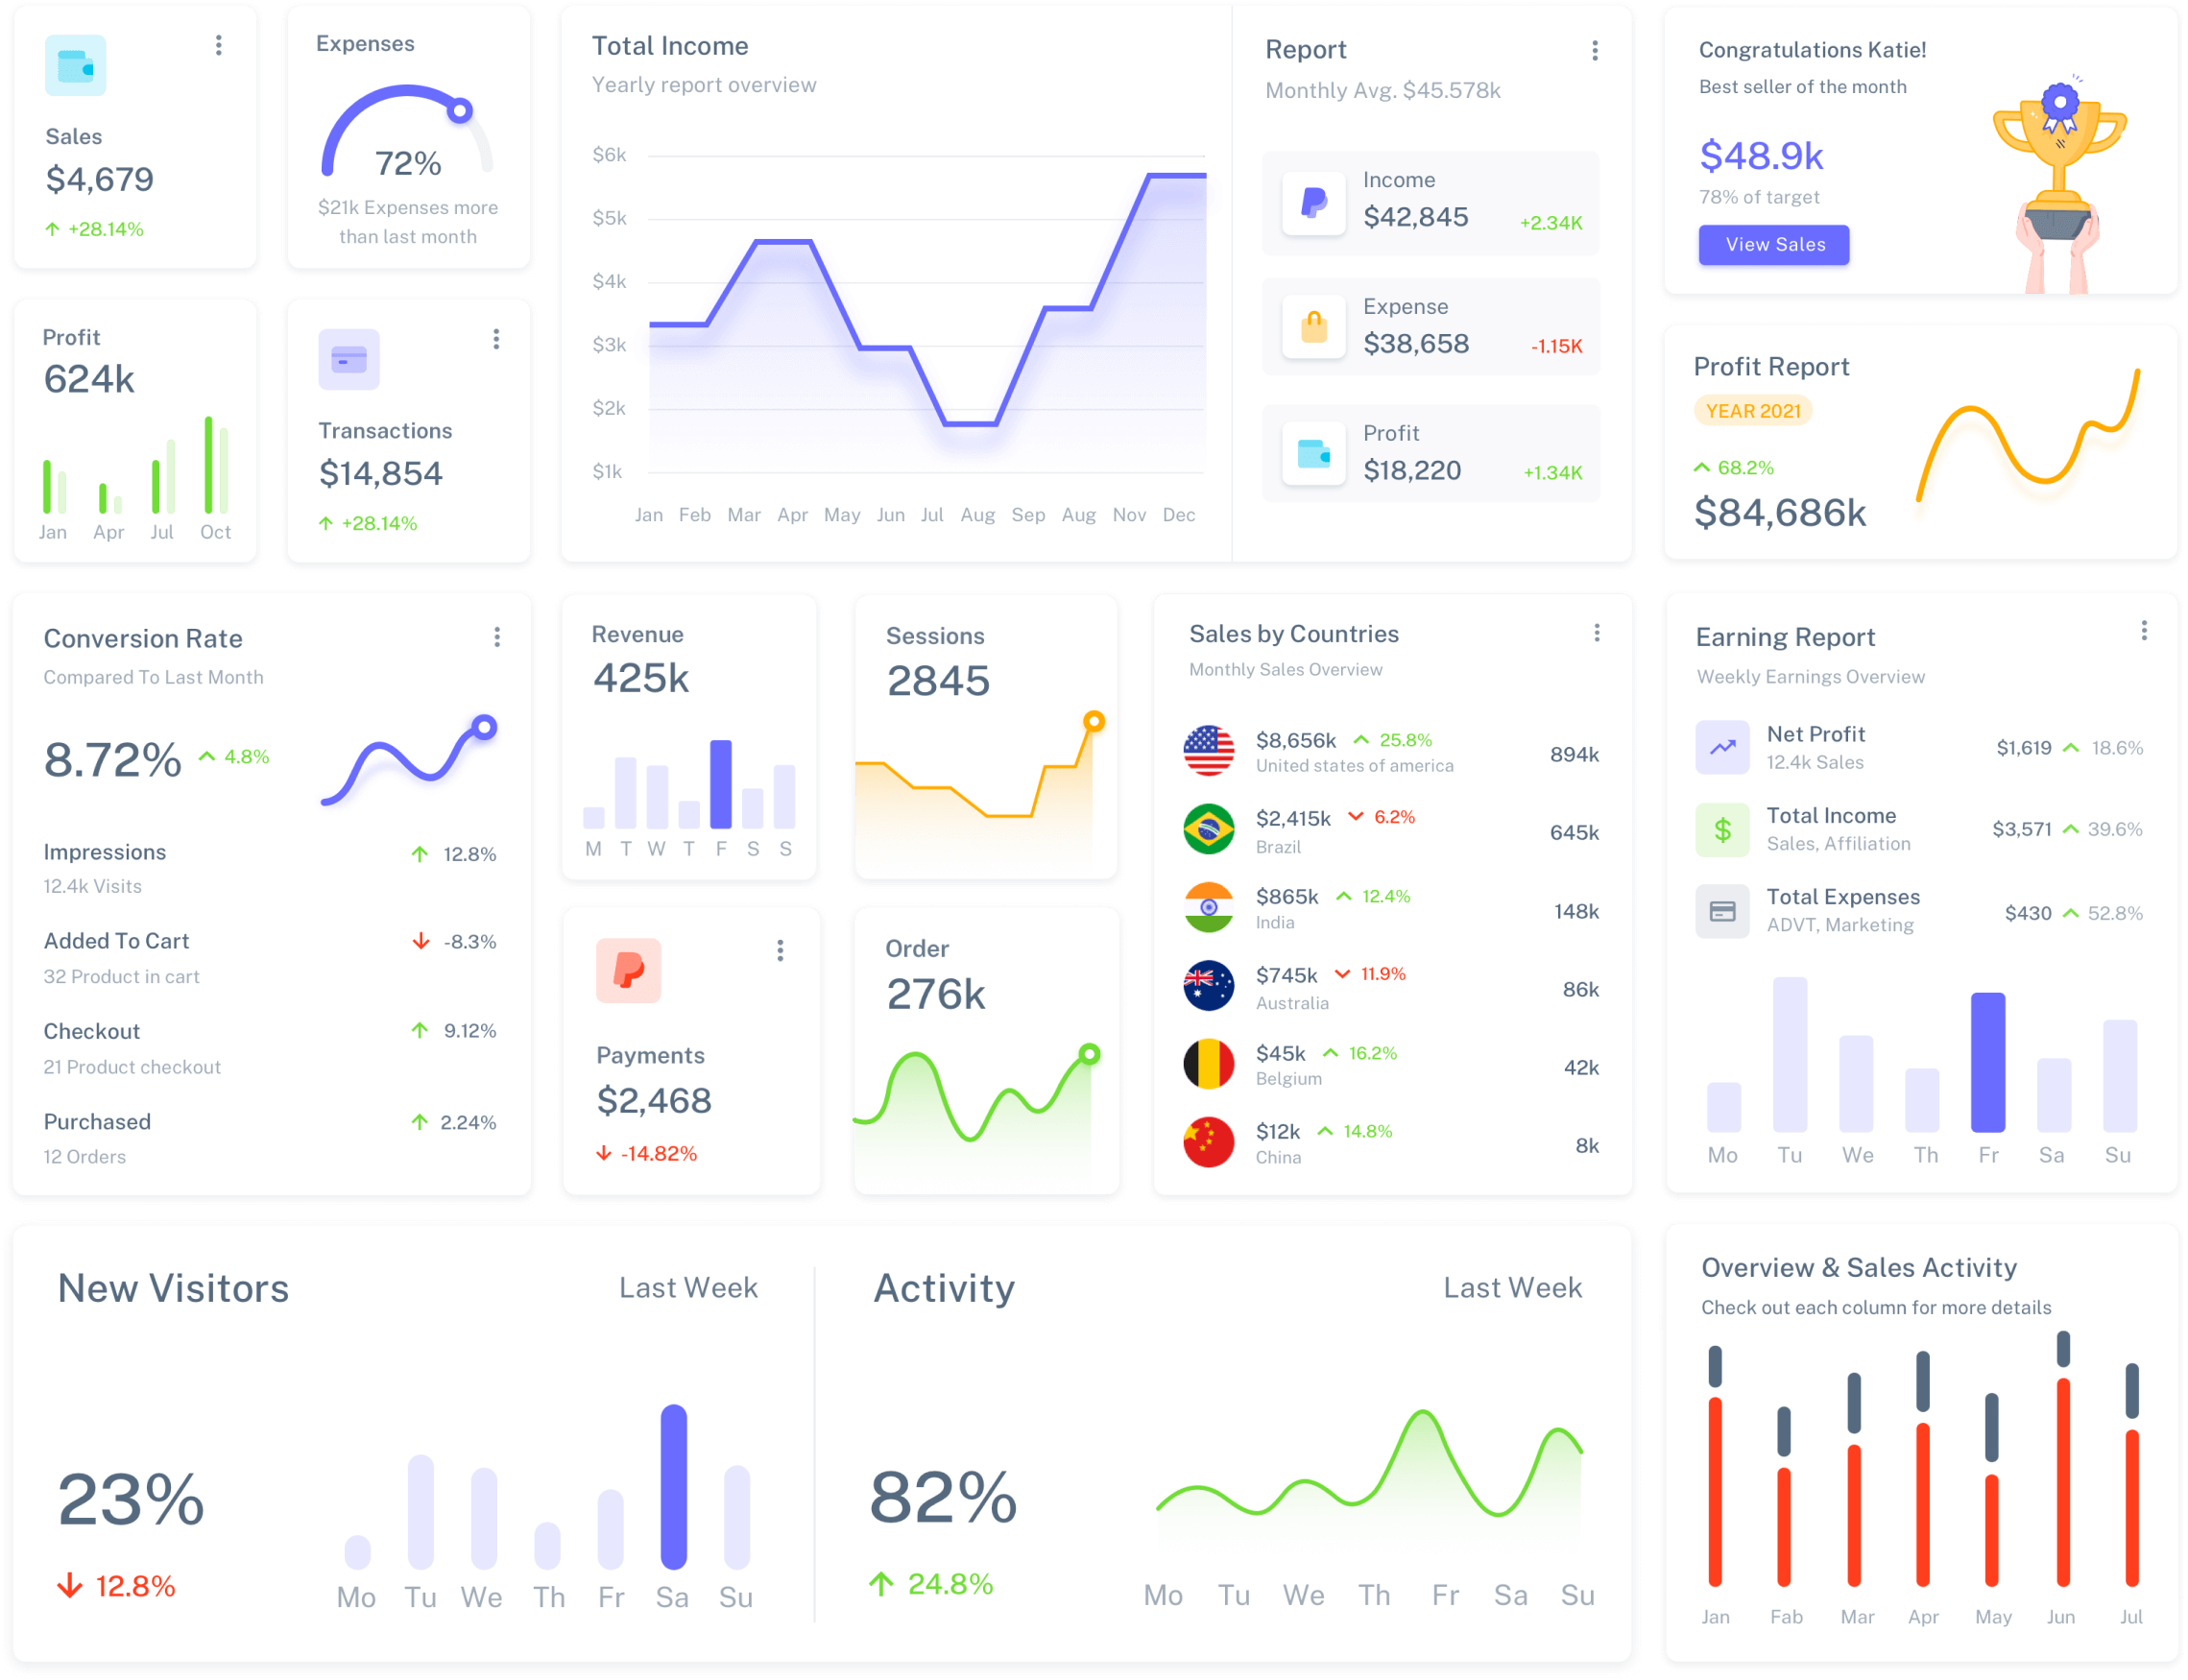 Sales
$4,679
+28.14%
Expenses
72%
$21k Expenses more
than last month
Profit
624k
Jan Apr Jul Oct
Transactions
$14,854
+28.14%
Total Income
Yearly report overview
$6k
$5k
$4k
$3k
$2k
$1k
Jan Feb Mar Apr May Jun Jul Aug Sep Aug Nov Dec
Report
Monthly Avg. $45.578k
Income
$42,845 +2.34K
Expense
$38,658 -1.15K
Profit
$18,220 +1.34K
Congratulations Katie!
Best seller of the month
$48.9k
78% of target
View Sales
Profit Report
YEAR 2021
68.2%
$84,686k
Conversion Rate
Compared To Last Month
8.72% 4.8%
Impressions 12.8%
12.4k Visits
Added To Cart -8.3%
32 Product in cart
Checkout 9.12%
21 Product checkout
Purchased 2.24%
12 Orders
Revenue
425k
M T W T F S S
Sessions
2845
Payments
$2,468
-14.82%
Order
276k
Sales by Countries
Monthly Sales Overview
$8,656k 25.8% 894k
United states of america
$2,415k 6.2% 645k
Brazil
$865k 12.4% 148k
India
$745k 11.9% 86k
Australia
$45k 16.2% 42k
Belgium
$12k 14.8% 8k
China
Earning Report
Weekly Earnings Overview
Net Profit $1,619 18.6%
12.4k Sales
Total Income $3,571 39.6%
Sales, Affiliation
Total Expenses $430 52.8%
ADVT, Marketing
Mo Tu We Th Fr Sa Su
New Visitors Last Week
23%
12.8%
Mo Tu We Th Fr Sa Su
Activity Last Week
82%
24.8%
Mo Tu We Th Fr Sa Su
Overview & Sales Activity
Check out each column for more details
Jan Fab Mar Apr May Jun Jul